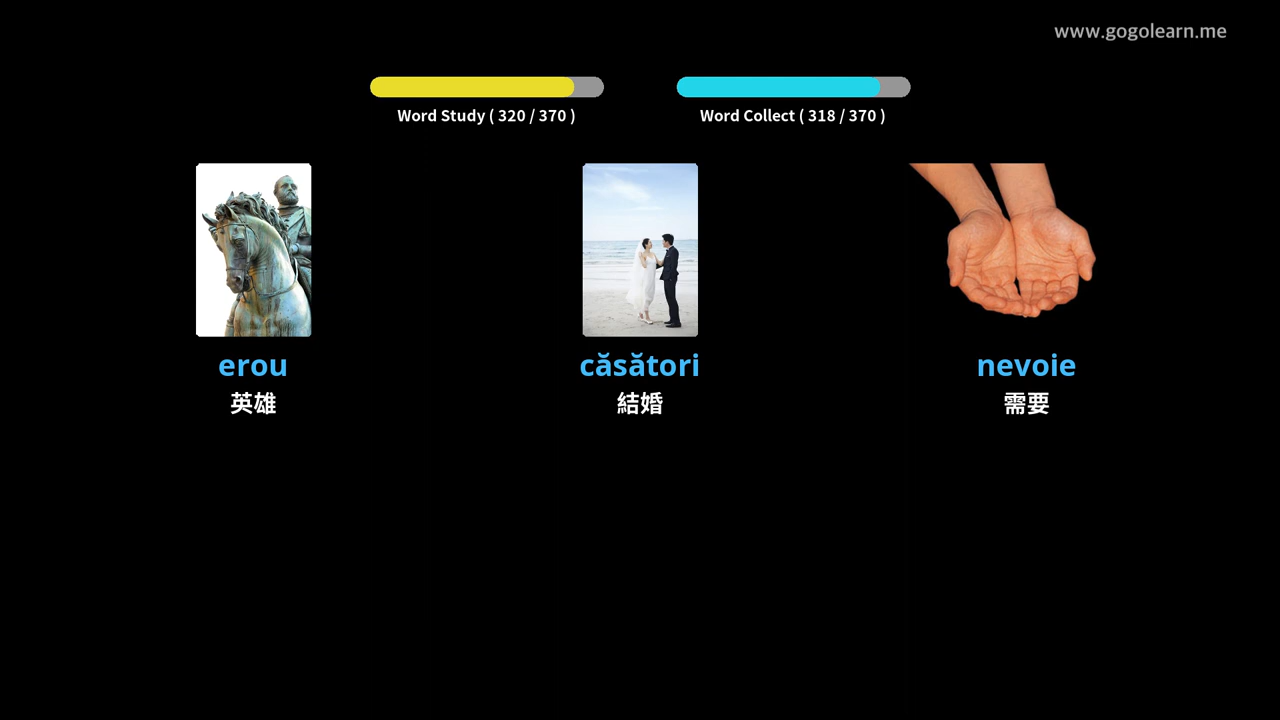 www.gogolearn.me
Word Study ( 320 / 370 )
Word Collect ( 318 / 370 )
erou
căsători
nevoie
英雄
結婚
需要